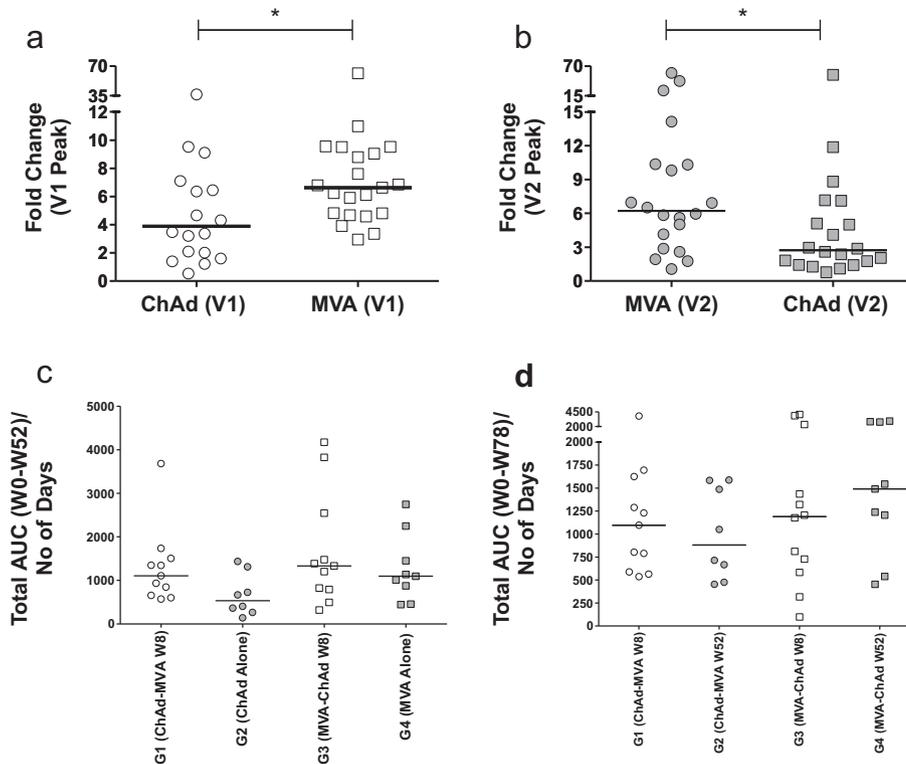 a
*
Fold Change
(V1 Peak)
70
35
12
10
8
6
4
2
0
ChAd (V1)
MVA (V1)
b
*
Fold Change
(V2 Peak)
70
15
15
12
9
6
3
0
MVA (V2)
ChAd (V2)
c
Total AUC (W0-W52)/
No of Days
5000
4000
3000
2000
1000
0
G1 (ChAd-MVA W8)
G2 (ChAd Alone)
G3 (MVA-ChAd W8)
G4 (MVA Alone)
d
Total AUC (W0-W78)/
No of Days
4500
2000
2000
1750
1500
1250
1000
750
500
250
0
G1 (ChAd-MVA W8)
G2 (ChAd-MVA W52)
G3 (MVA-ChAd W8)
G4 (MVA-ChAd W52)